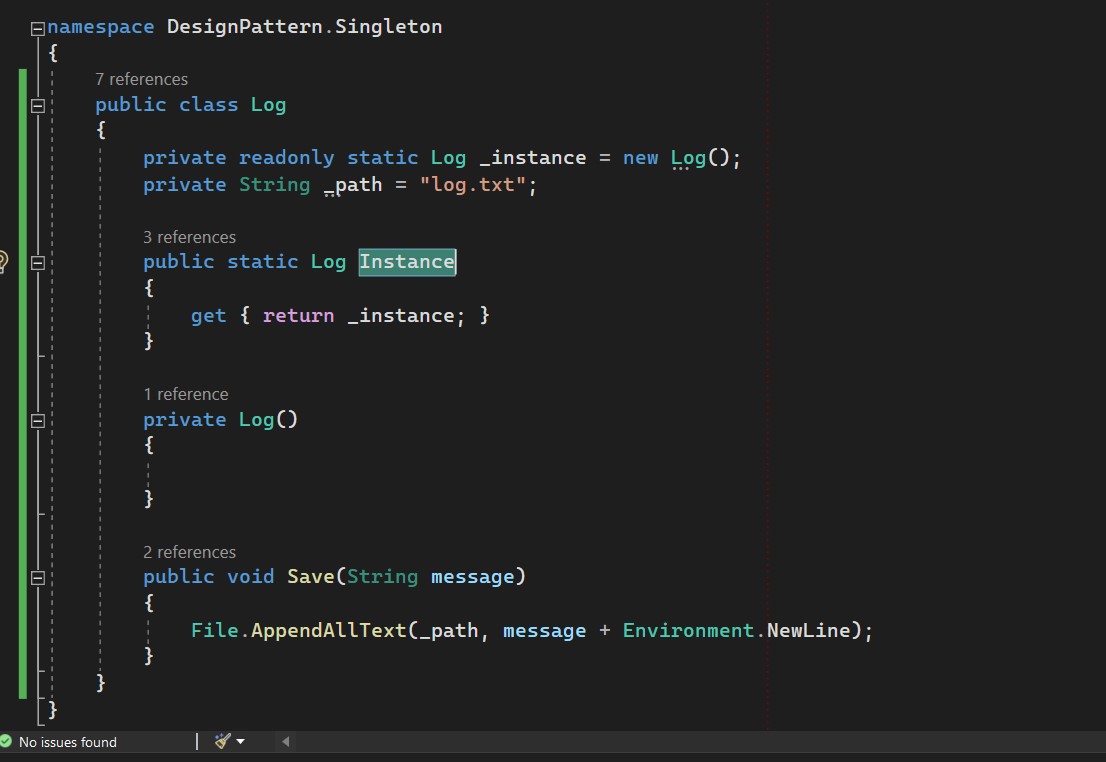 namespace DesignPattern.Singleton
{
7 references
public class Log
{
private readonly static Log _instance = new Log();
private String _path = "log.txt";
3 references
public static Log Instance
{
get { return _instance; }
}
1 reference
private Log()
{
}
2 references
public void Save(String message)
{
File.AppendAllText(_path, message + Environment.NewLine);
}
}
}
No issues found